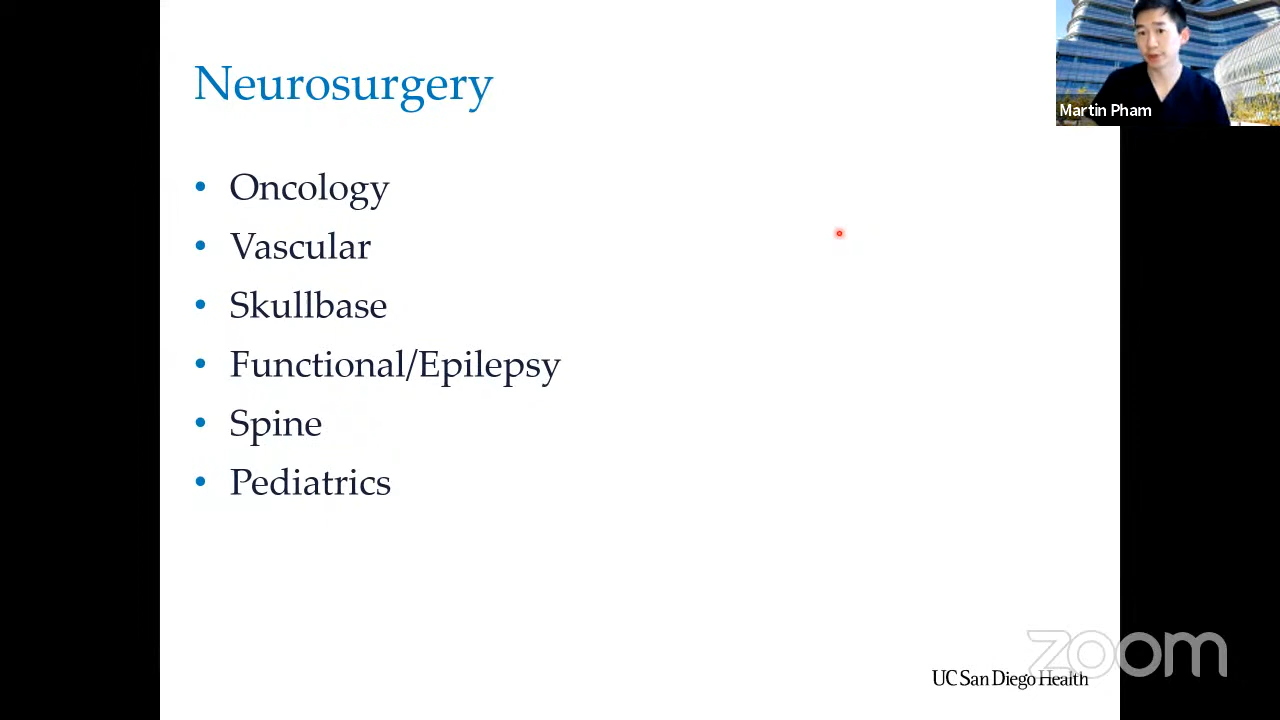 Neurosurgery
Martin Pham
• Oncology
• Vascular
• Skullbase
• Functional/Epilepsy
• Spine
• Pediatrics
zoom
UC San Diego Health